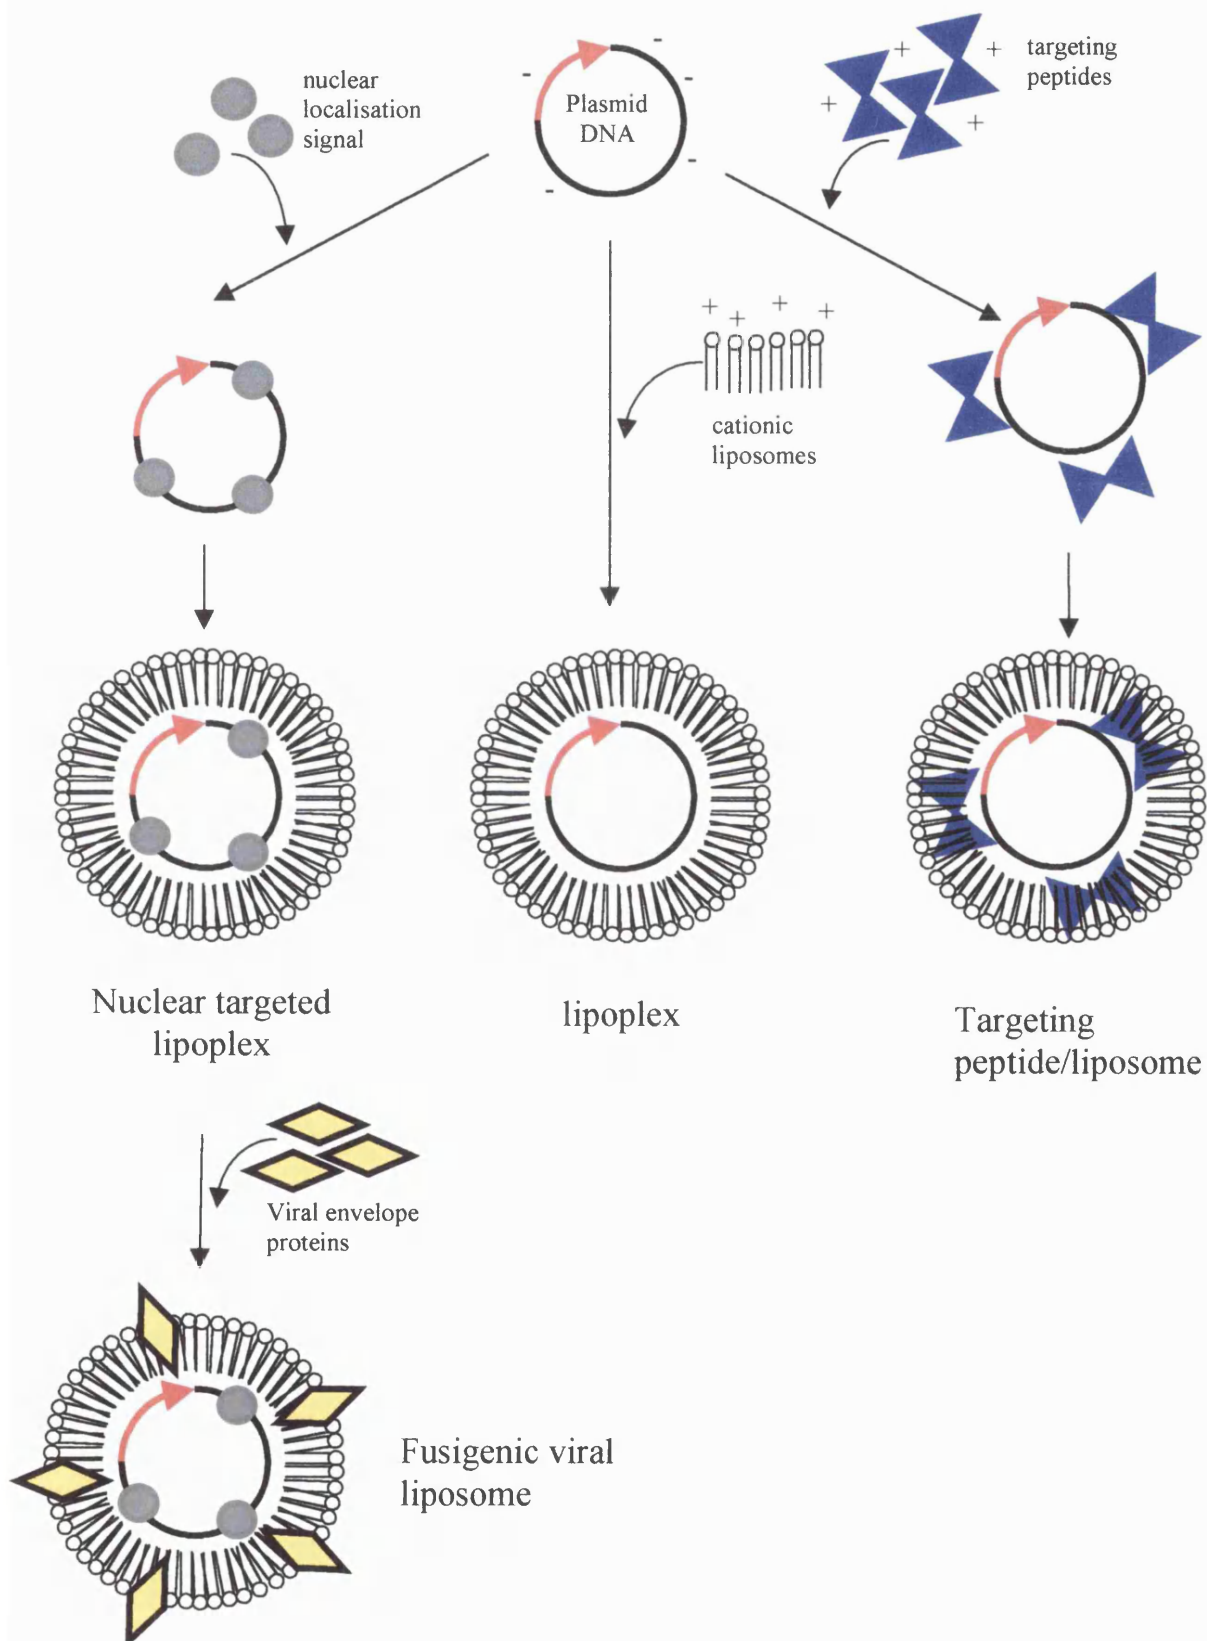 nuclear
localisation
signal
Plasmid
DNA
- - - - -
targeting
peptides
+ + + +
+ + + +
cationic
liposomes
Nuclear targeted
lipoplex
lipoplex
Targeting
peptide/liposome
Viral envelope
proteins
Fusigenic viral
liposome